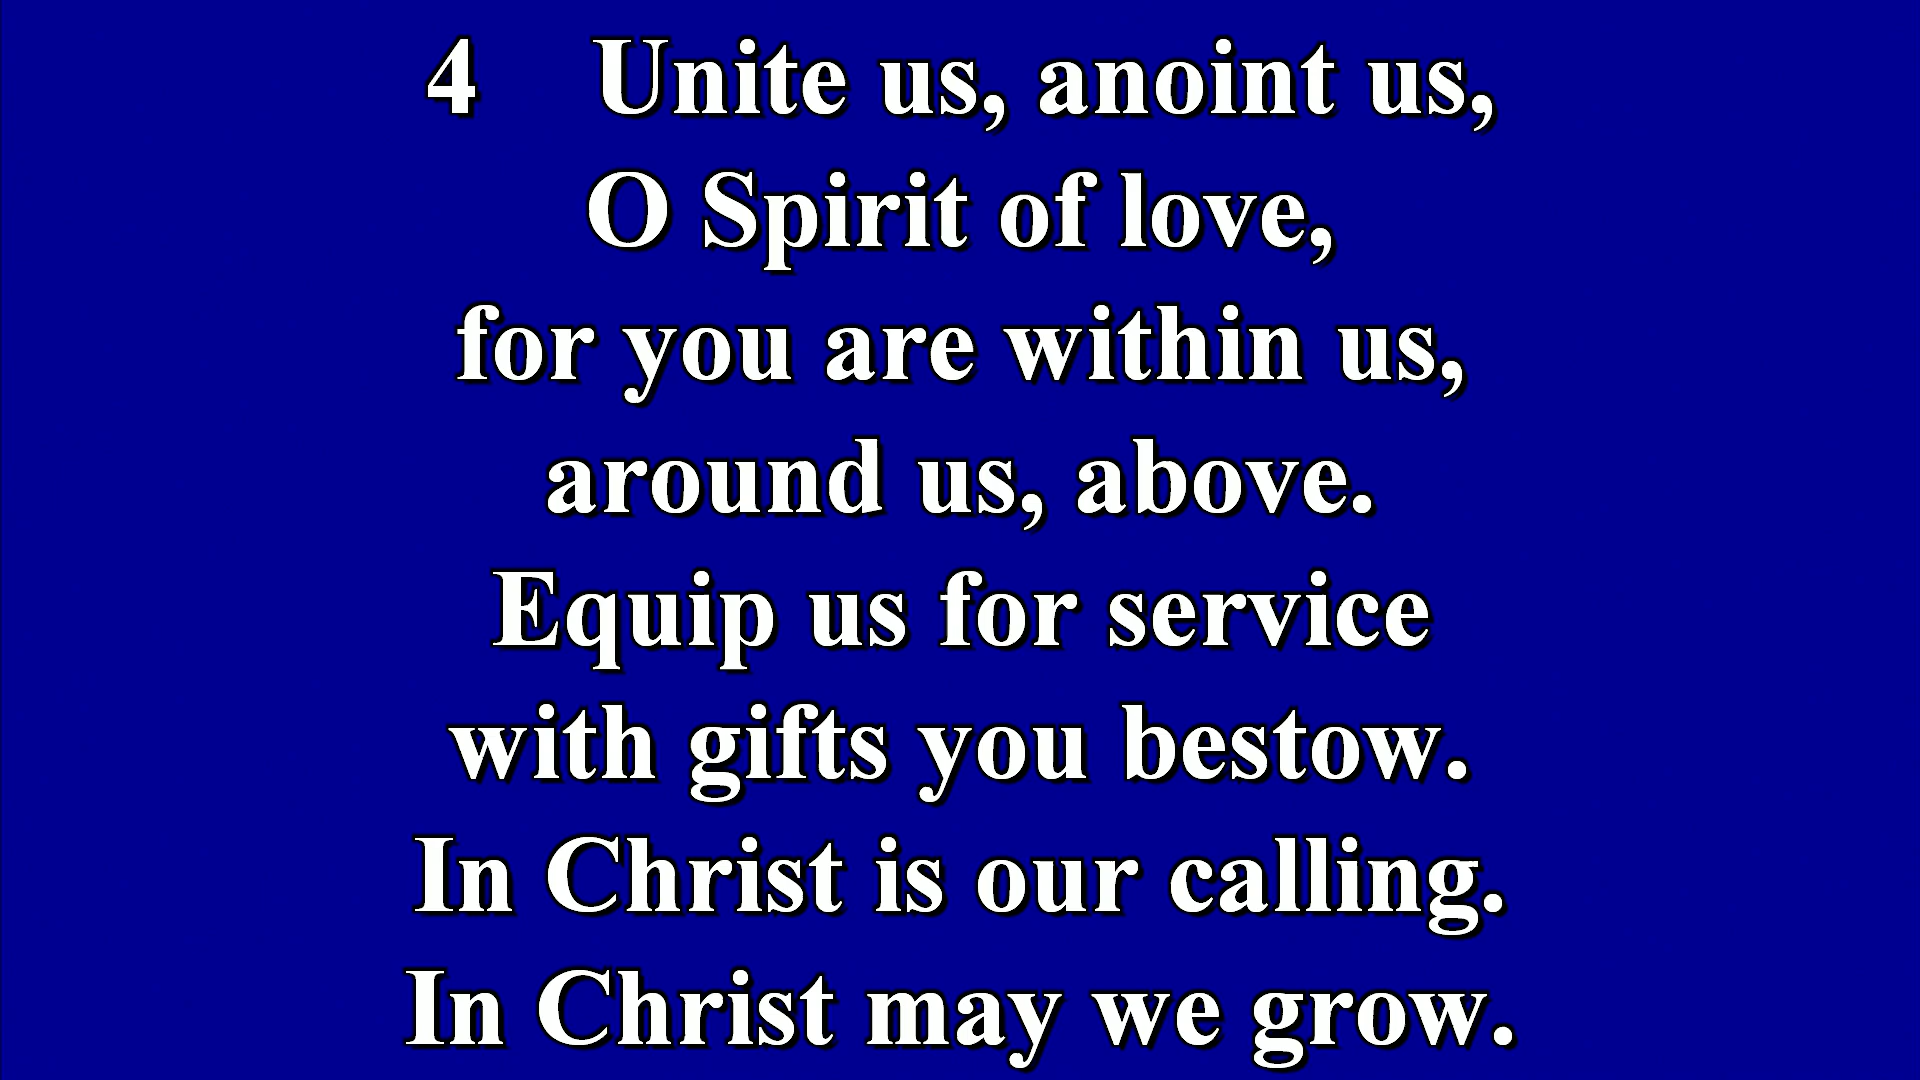 4 Unite us, anoint us,
O Spirit of love,
for you are within us,
around us, above.
Equip us for service
with gifts you bestow.
In Christ is our calling.
In Christ may we grow.